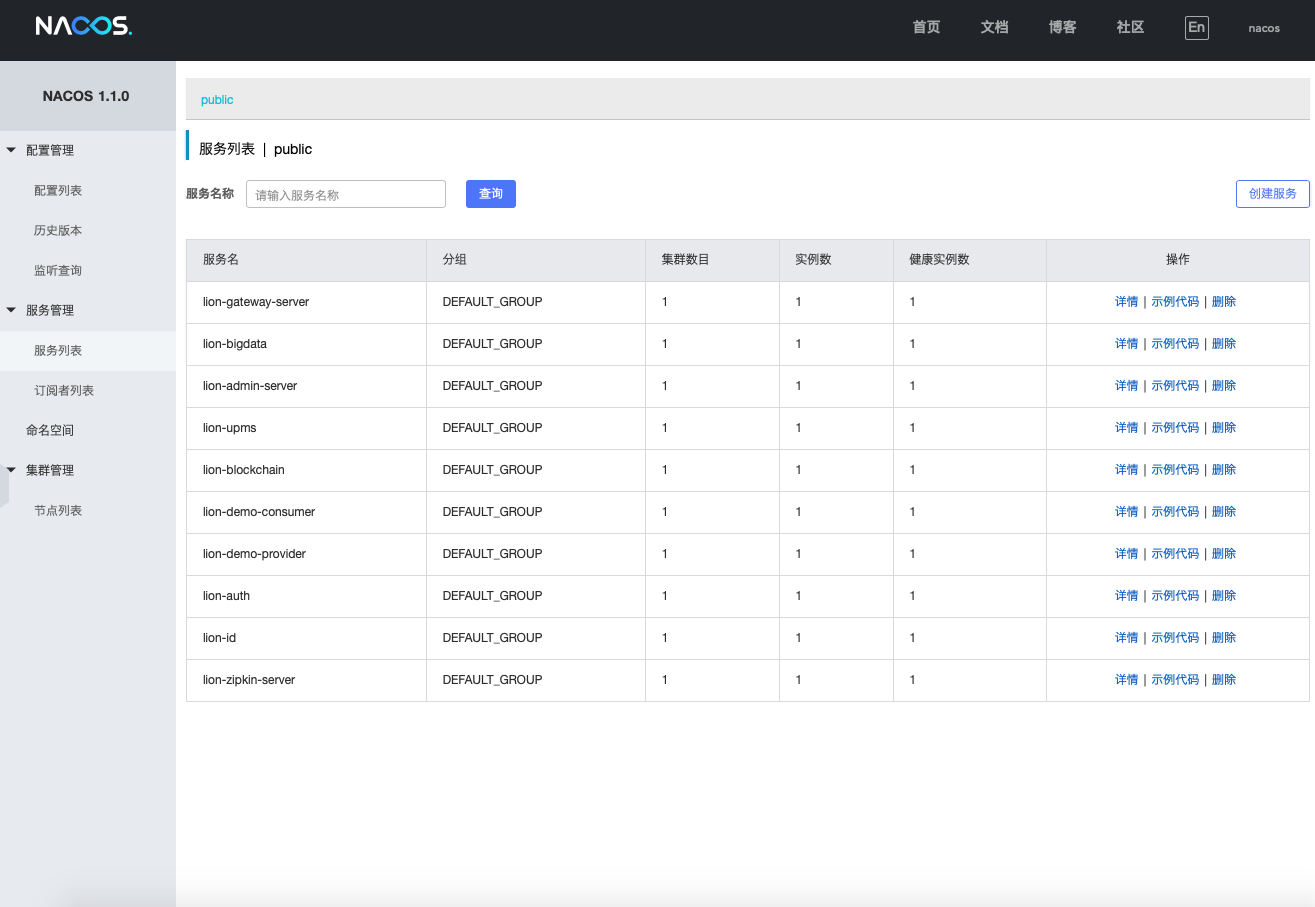 NACOS.
首页 文档 博客 社区 En nacos
NACOS 1.1.0
配置管理
配置列表
历史版本
监听查询
服务管理
服务列表
订阅者列表
命名空间
集群管理
节点列表
public
服务列表 | public
服务名称 请输入服务名称 查询 创建服务
服务名 分组 集群数目 实例数 健康实例数 操作
lion-gateway-server DEFAULT_GROUP 1 1 1 详情 | 示例代码 | 删除
lion-bigdata DEFAULT_GROUP 1 1 1 详情 | 示例代码 | 删除
lion-admin-server DEFAULT_GROUP 1 1 1 详情 | 示例代码 | 删除
lion-upms DEFAULT_GROUP 1 1 1 详情 | 示例代码 | 删除
lion-blockchain DEFAULT_GROUP 1 1 1 详情 | 示例代码 | 删除
lion-demo-consumer DEFAULT_GROUP 1 1 1 详情 | 示例代码 | 删除
lion-demo-provider DEFAULT_GROUP 1 1 1 详情 | 示例代码 | 删除
lion-auth DEFAULT_GROUP 1 1 1 详情 | 示例代码 | 删除
lion-id DEFAULT_GROUP 1 1 1 详情 | 示例代码 | 删除
lion-zipkin-server DEFAULT_GROUP 1 1 1 详情 | 示例代码 | 删除